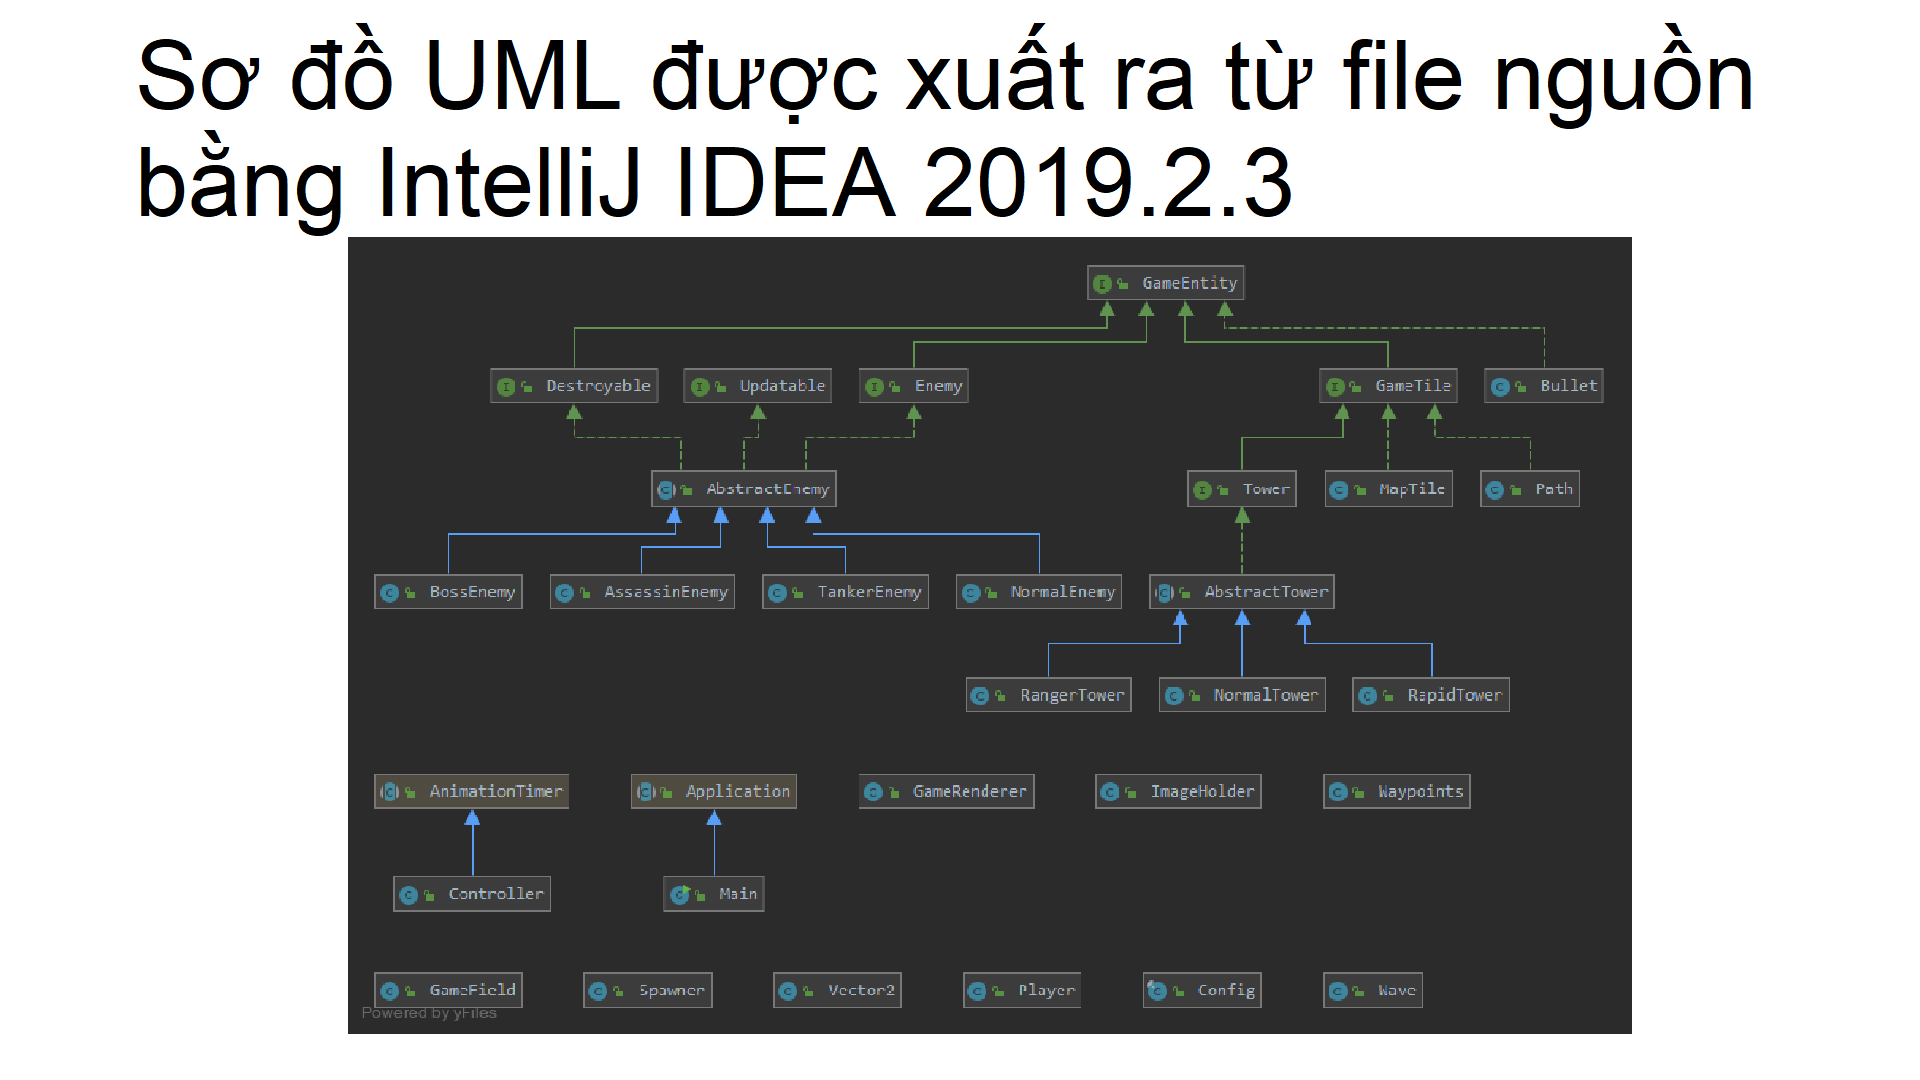 Sơ đồ UML được xuất ra từ file nguồn
bằng IntelliJ IDEA 2019.2.3
GameEntity
Destroyable
Updatable
Enemy
GameTile
Bullet
AbstractEnemy
Tower
MapTile
Path
BossEnemy
AssassinEnemy
TankerEnemy
NormalEnemy
AbstractTower
RangerTower
NormalTower
RapidTower
AnimationTimer
Application
GameRenderer
ImageHolder
Waypoints
Controller
Main
GameField
Spawner
Vector2
Player
Config
Wave
Powered by yFiles